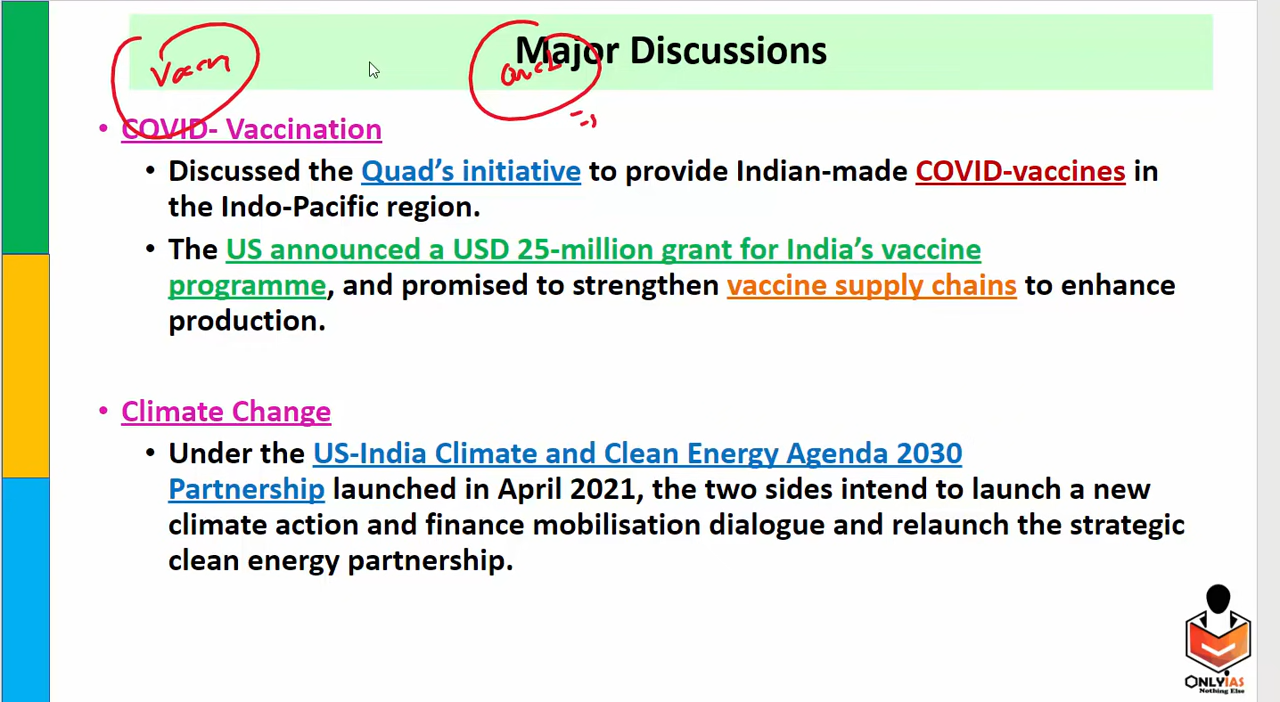 Major Discussions
• COVID- Vaccination
• Discussed the Quad’s initiative to provide Indian-made COVID-vaccines in
the Indo-Pacific region.
• The US announced a USD 25-million grant for India’s vaccine
programme, and promised to strengthen vaccine supply chains to enhance
production.
• Climate Change
• Under the US-India Climate and Clean Energy Agenda 2030
Partnership launched in April 2021, the two sides intend to launch a new
climate action and finance mobilisation dialogue and relaunch the strategic
clean energy partnership.
ONLYIAS
Nothing Else